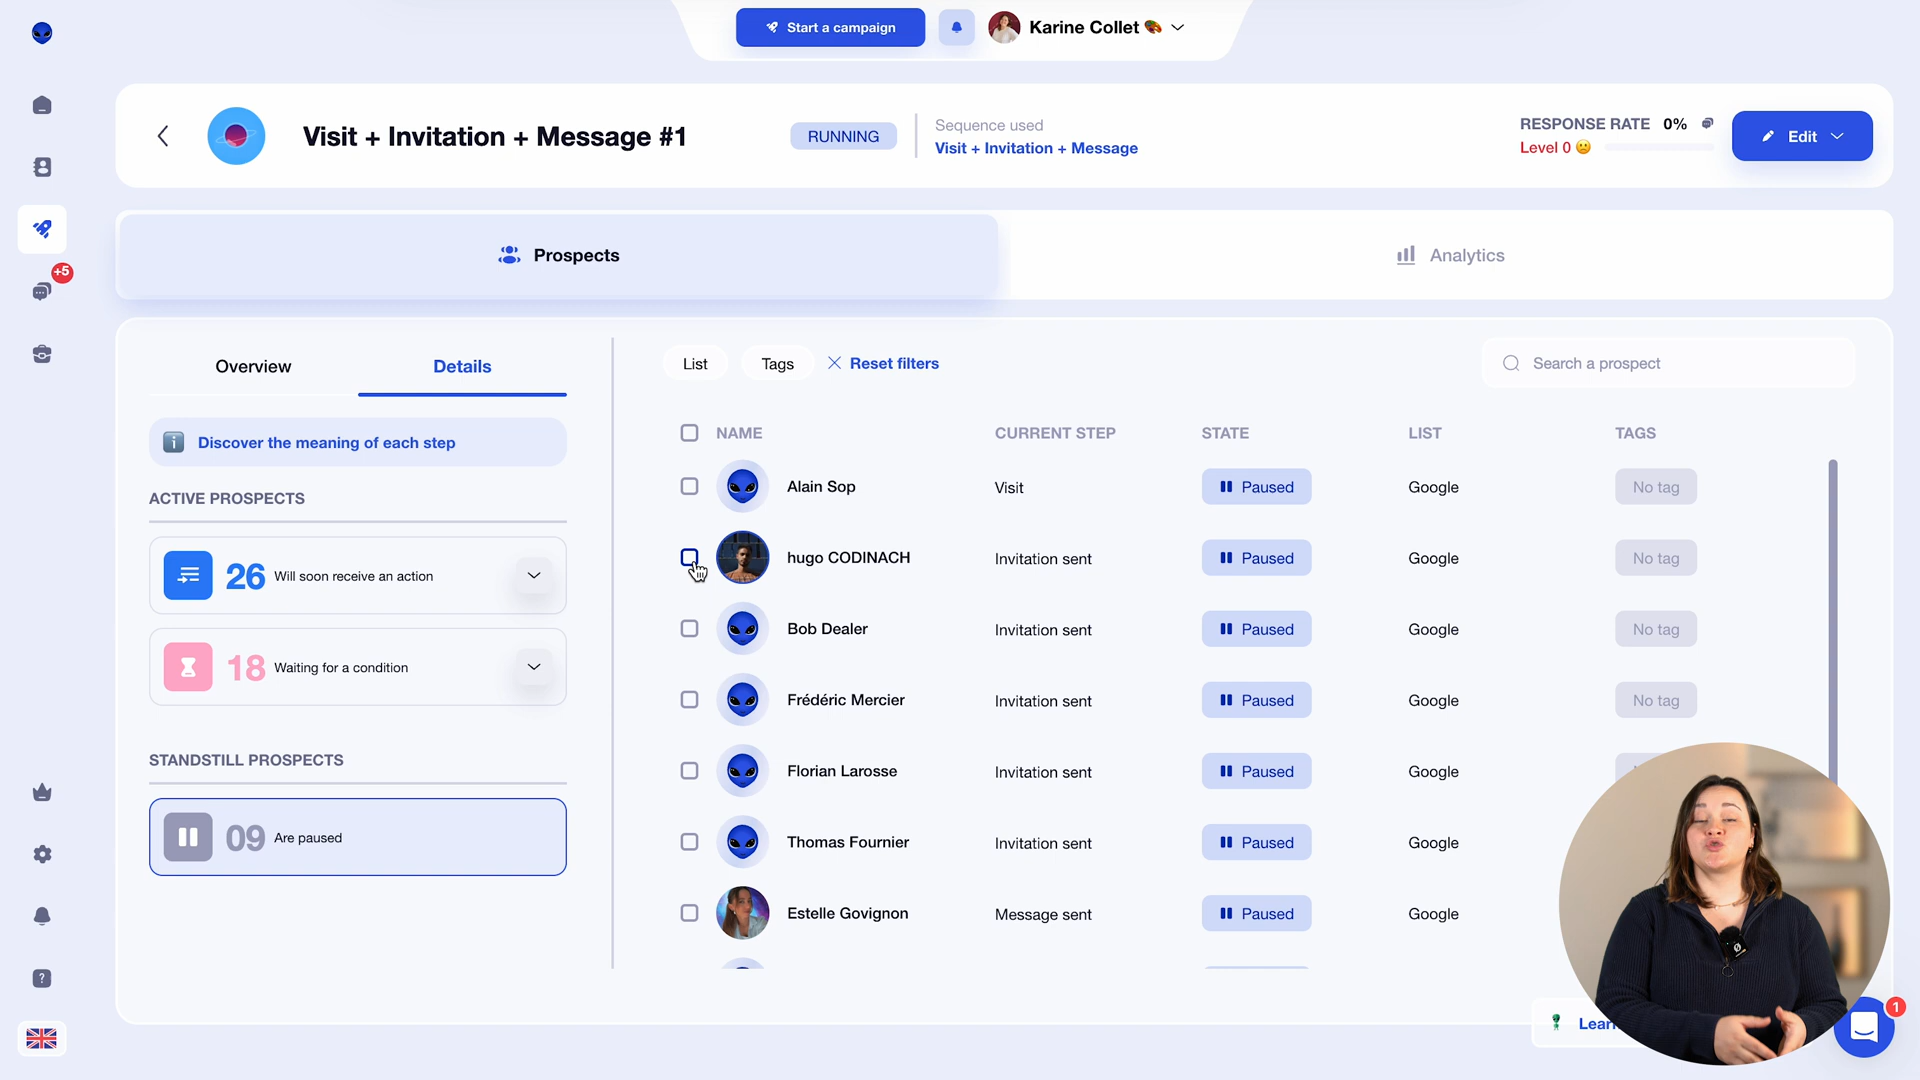 Start a campaign
Karine Collet
Visit + Invitation + Message #1
RUNNING
Sequence used
Visit + Invitation + Message
RESPONSE RATE 0%
Level 0
Edit
Prospects
Analytics
+5
Overview
Details
List
Tags
Reset filters
Search a prospect
Discover the meaning of each step
ACTIVE PROSPECTS
26 Will soon receive an action
18 Waiting for a condition
STANDSTILL PROSPECTS
09 Are paused
NAME CURRENT STEP STATE LIST TAGS
Alain Sop Visit Paused Google No tag
hugo CODINACH Invitation sent Paused Google No tag
Bob Dealer Invitation sent Paused Google No tag
Frédéric Mercier Invitation sent Paused Google No tag
Florian Larosse Invitation sent Paused Google
Thomas Fournier Invitation sent Paused Google
Estelle Govignon Message sent Paused Google
?
1